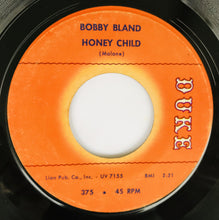 BOBBY BLAND
HONEY CHILD
(Malone)
DUKE
Lion Pub. Co., Inc. - UV 7155
BMI 2:21
375 • 45 RPM